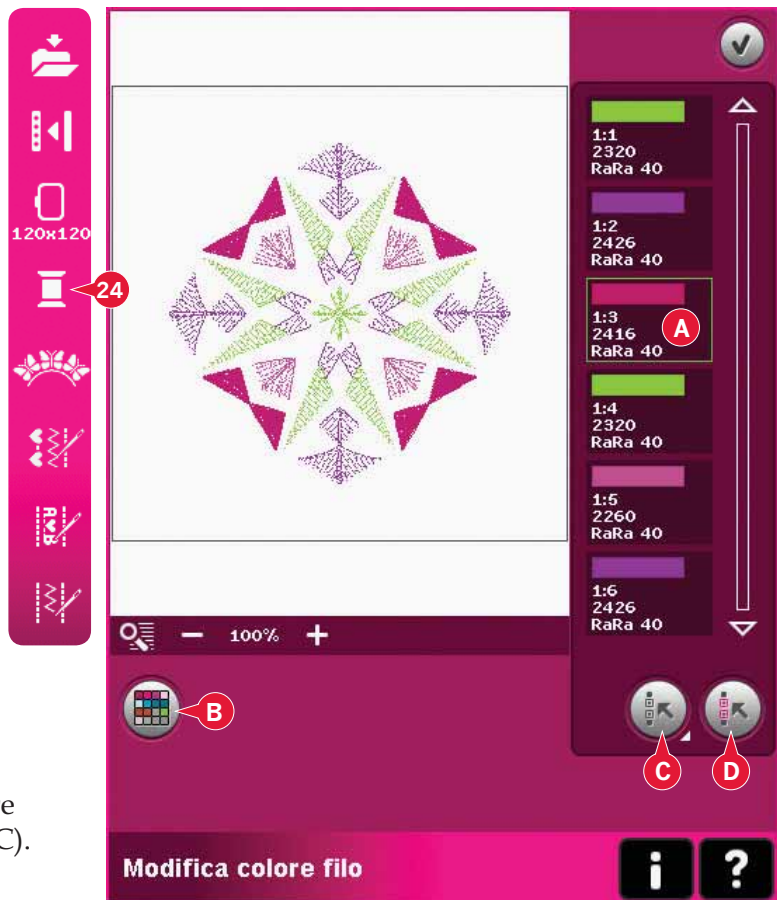 120x120
24
A♥B
1:1
2320
RaRa 40
1:2
2426
RaRa 40
1:3
2416
RaRa 40
A
1:4
2320
RaRa 40
1:5
2260
RaRa 40
1:6
2426
RaRa 40
100%
B
C
D
e
C).
Modifica colore filo
i
?